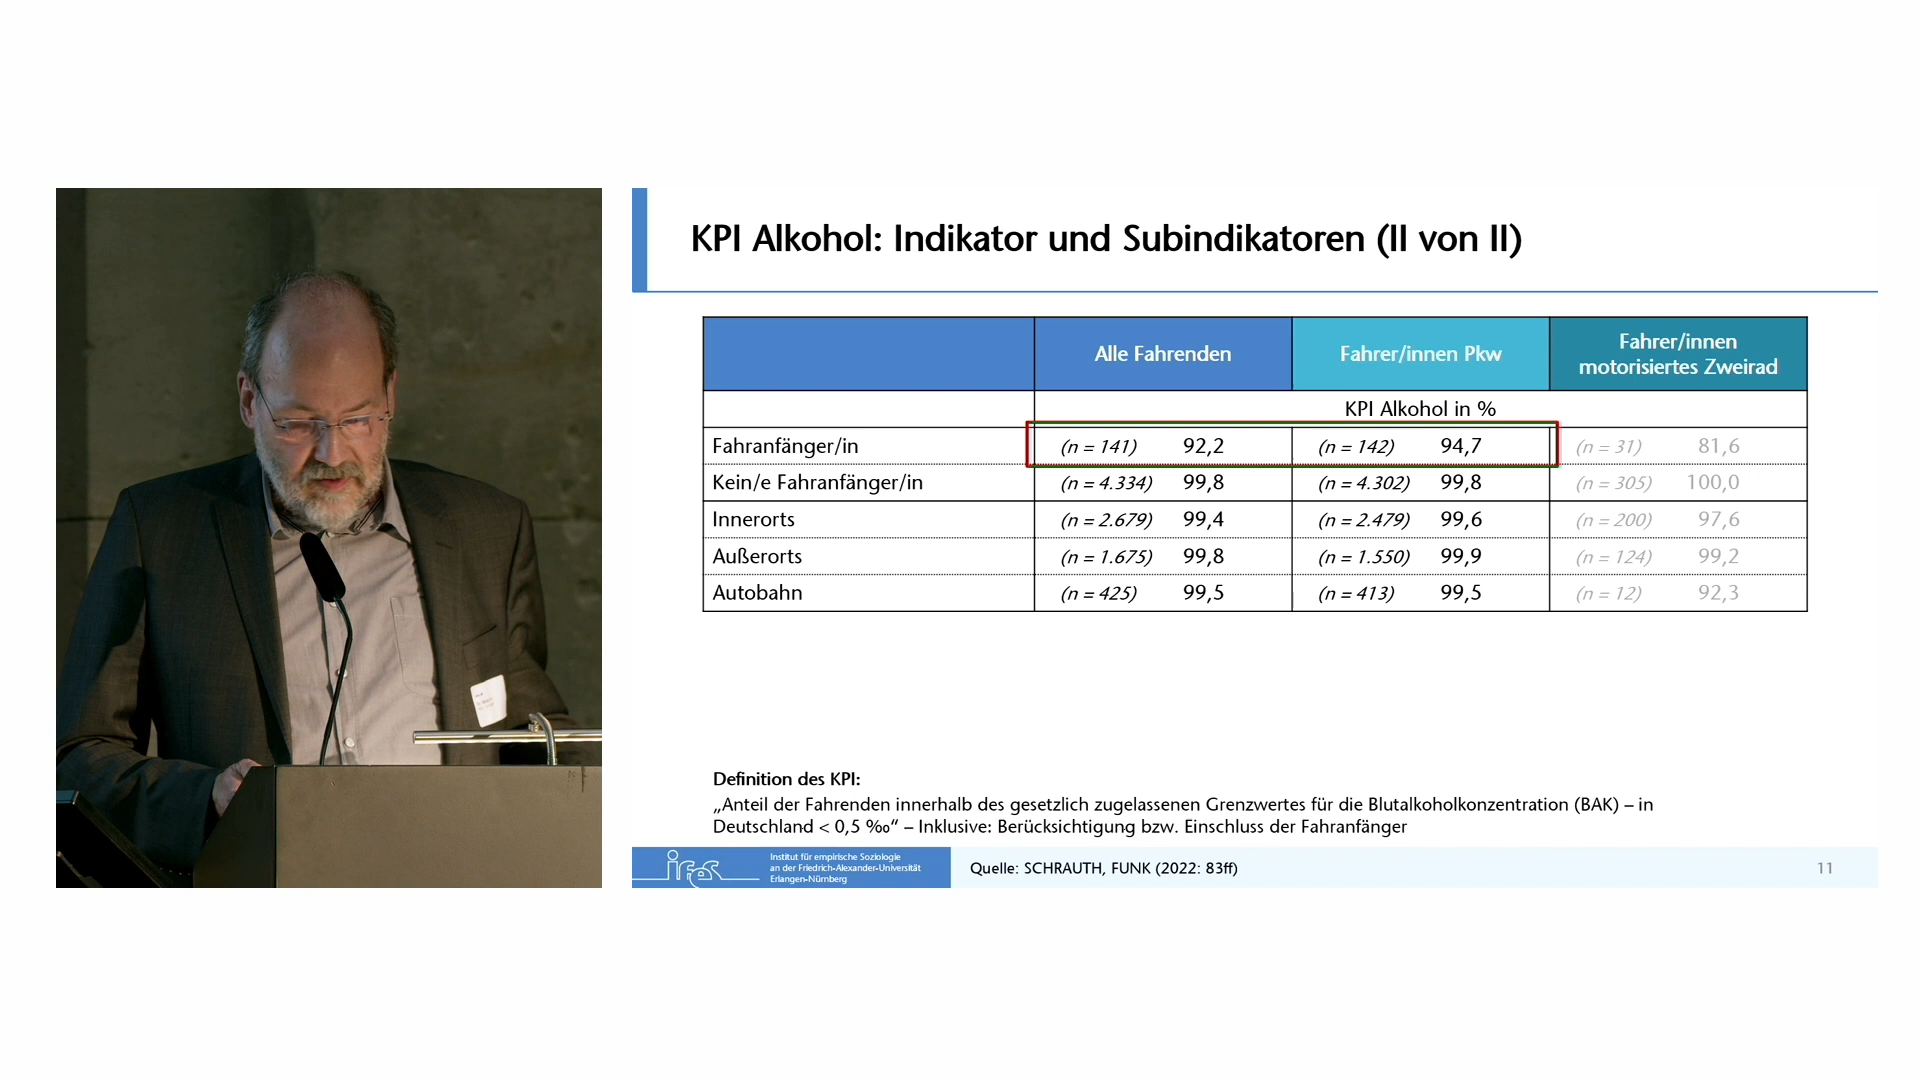 KPI Alkohol: Indikator und Subindikatoren (II von II)
Alle Fahrenden
Fahrer/innen Pkw
Fahrer/innen
motorisiertes Zweirad
KPI Alkohol in %
Fahranfänger/in (n = 141) 92,2 (n = 142) 94,7 (n = 31) 81,6
Kein/e Fahranfänger/in (n = 4.334) 99,8 (n = 4.302) 99,8 (n = 305) 100,0
Innerorts (n = 2.679) 99,4 (n = 2.479) 99,6 (n = 200) 97,6
Außerorts (n = 1.675) 99,8 (n = 1.550) 99,9 (n = 124) 99,2
Autobahn (n = 425) 99,5 (n = 413) 99,5 (n = 12) 92,3
Definition des KPI:
„Anteil der Fahrenden innerhalb des gesetzlich zugelassenen Grenzwertes für die Blutalkoholkonzentration (BAK) – in
Deutschland < 0,5 ‰“ – Inklusive: Berücksichtigung bzw. Einschluss der Fahranfänger
ifes
Institut für empirische Soziologie
an der Friedrich-Alexander-Universität
Erlangen-Nürnberg
Quelle: SCHRAUTH, FUNK (2022: 83ff)
11